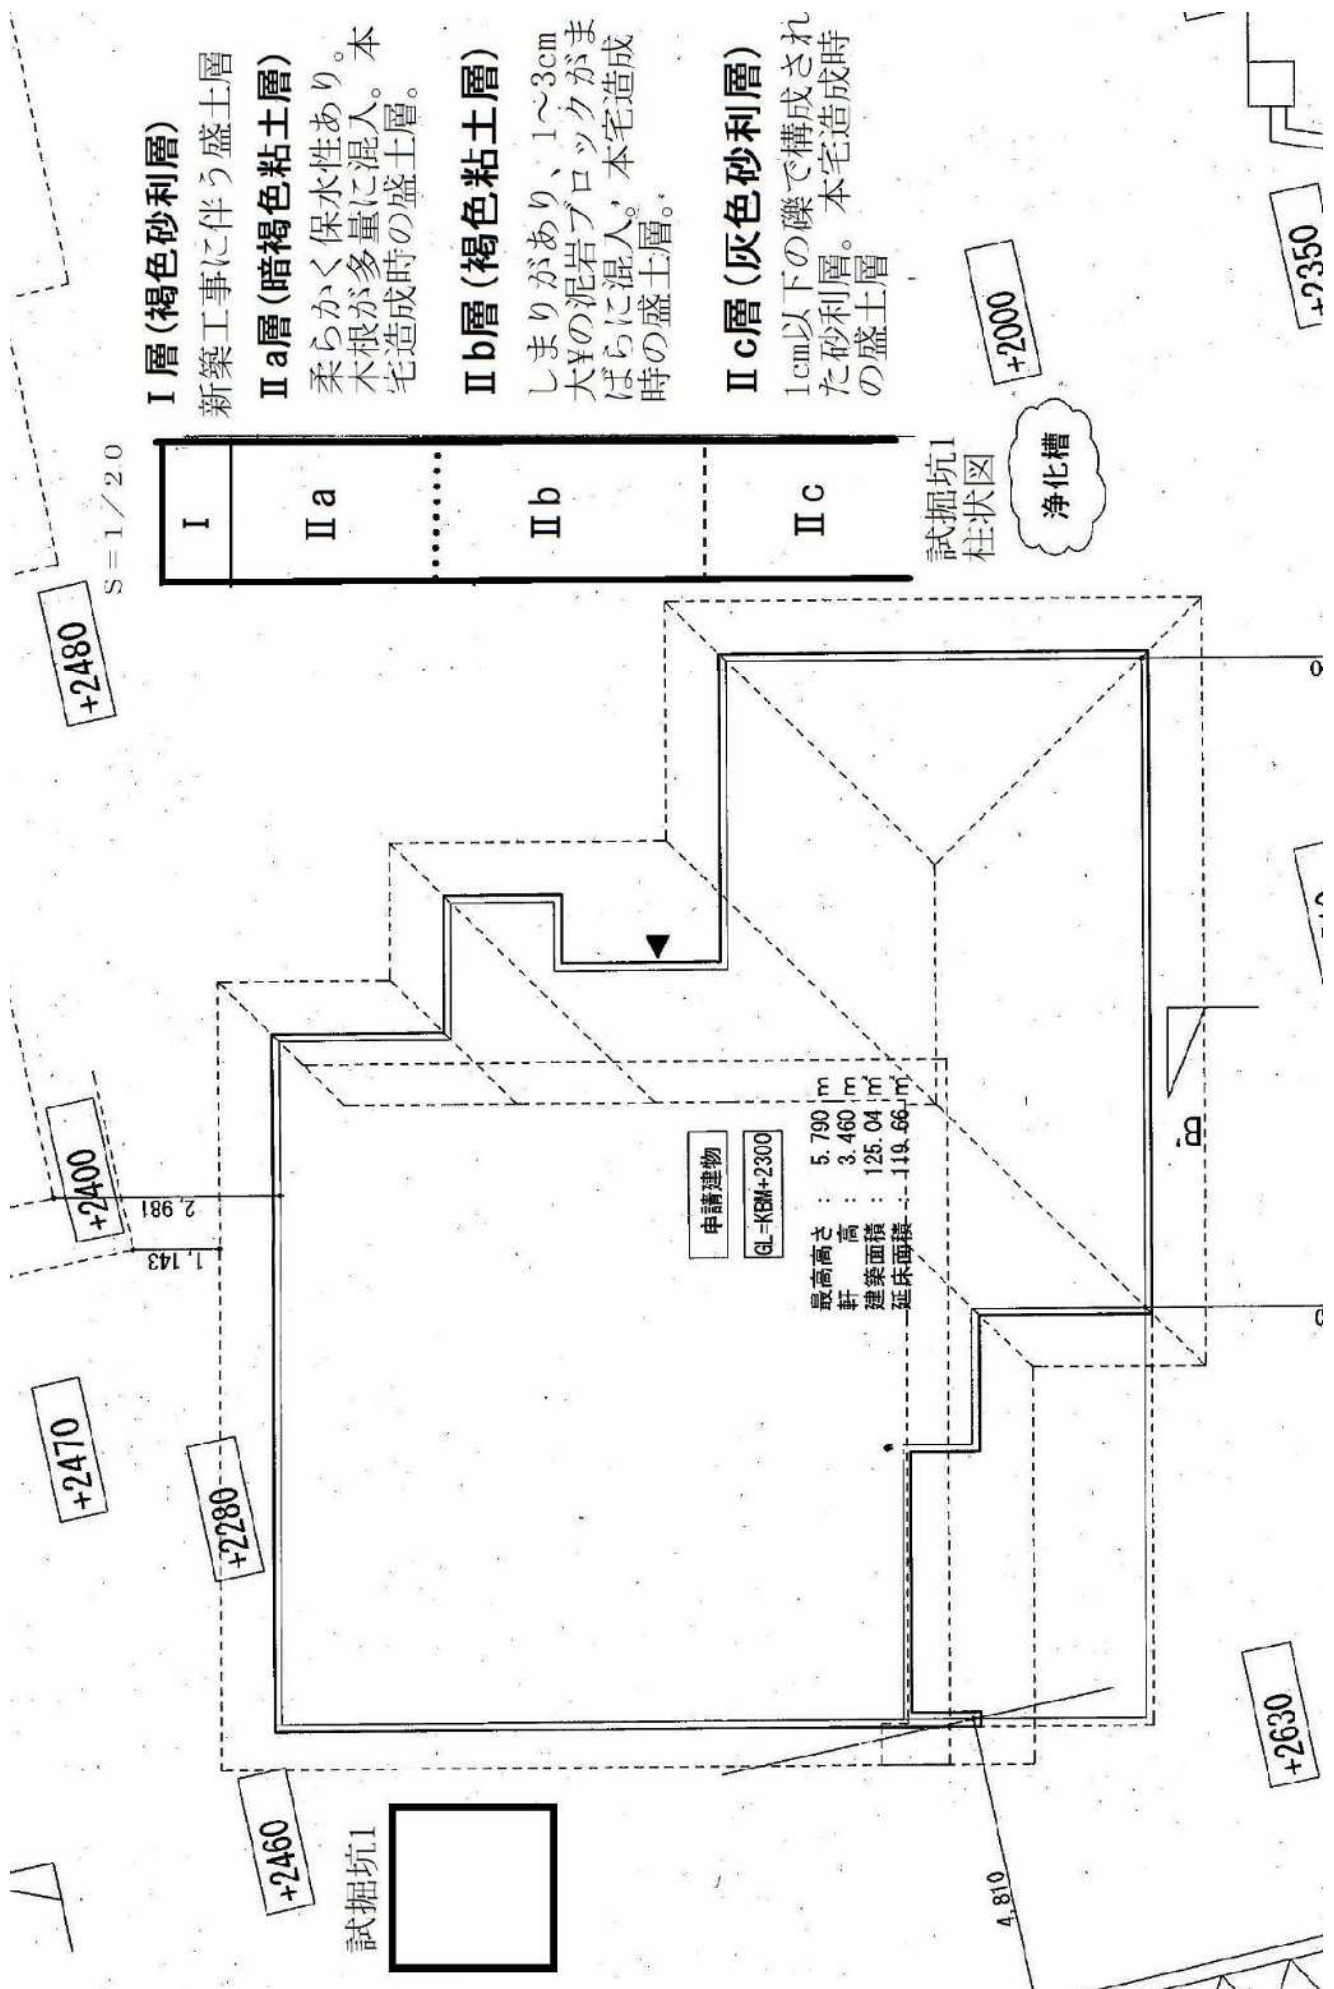 S=1/20
I層(褐色砂利層)
新築工事に伴う盛土層
Ⅱa層(暗褐色粘土層)
柔らかく保水性あり。
木根が多量に混入。本
宅造成時の盛土層。
Ⅱb層(褐色粘土層)
しまりがあり、1~3cm
大¥の泥岩ブロックがま
ばらに混入。本宅造成
時の盛土層。
Ⅱc層(灰色砂利層)
1cm以下の礫で構成され
た砂利層。本宅造成時
の盛土層
I
Ⅱa
Ⅱb
Ⅱc
試掘坑1
柱状図
浄化槽
+2480
+2400
+2470
+2280
+2460
+2000
+2350
+2630
2,981
1,143
4,810
申請建物
GL=KBM+2300
最高高さ : 5.790 m
軒高 : 3.460 m
建築面積 : 125.04 ㎡
延床面積 : 119.66 ㎡
B
試掘坑1